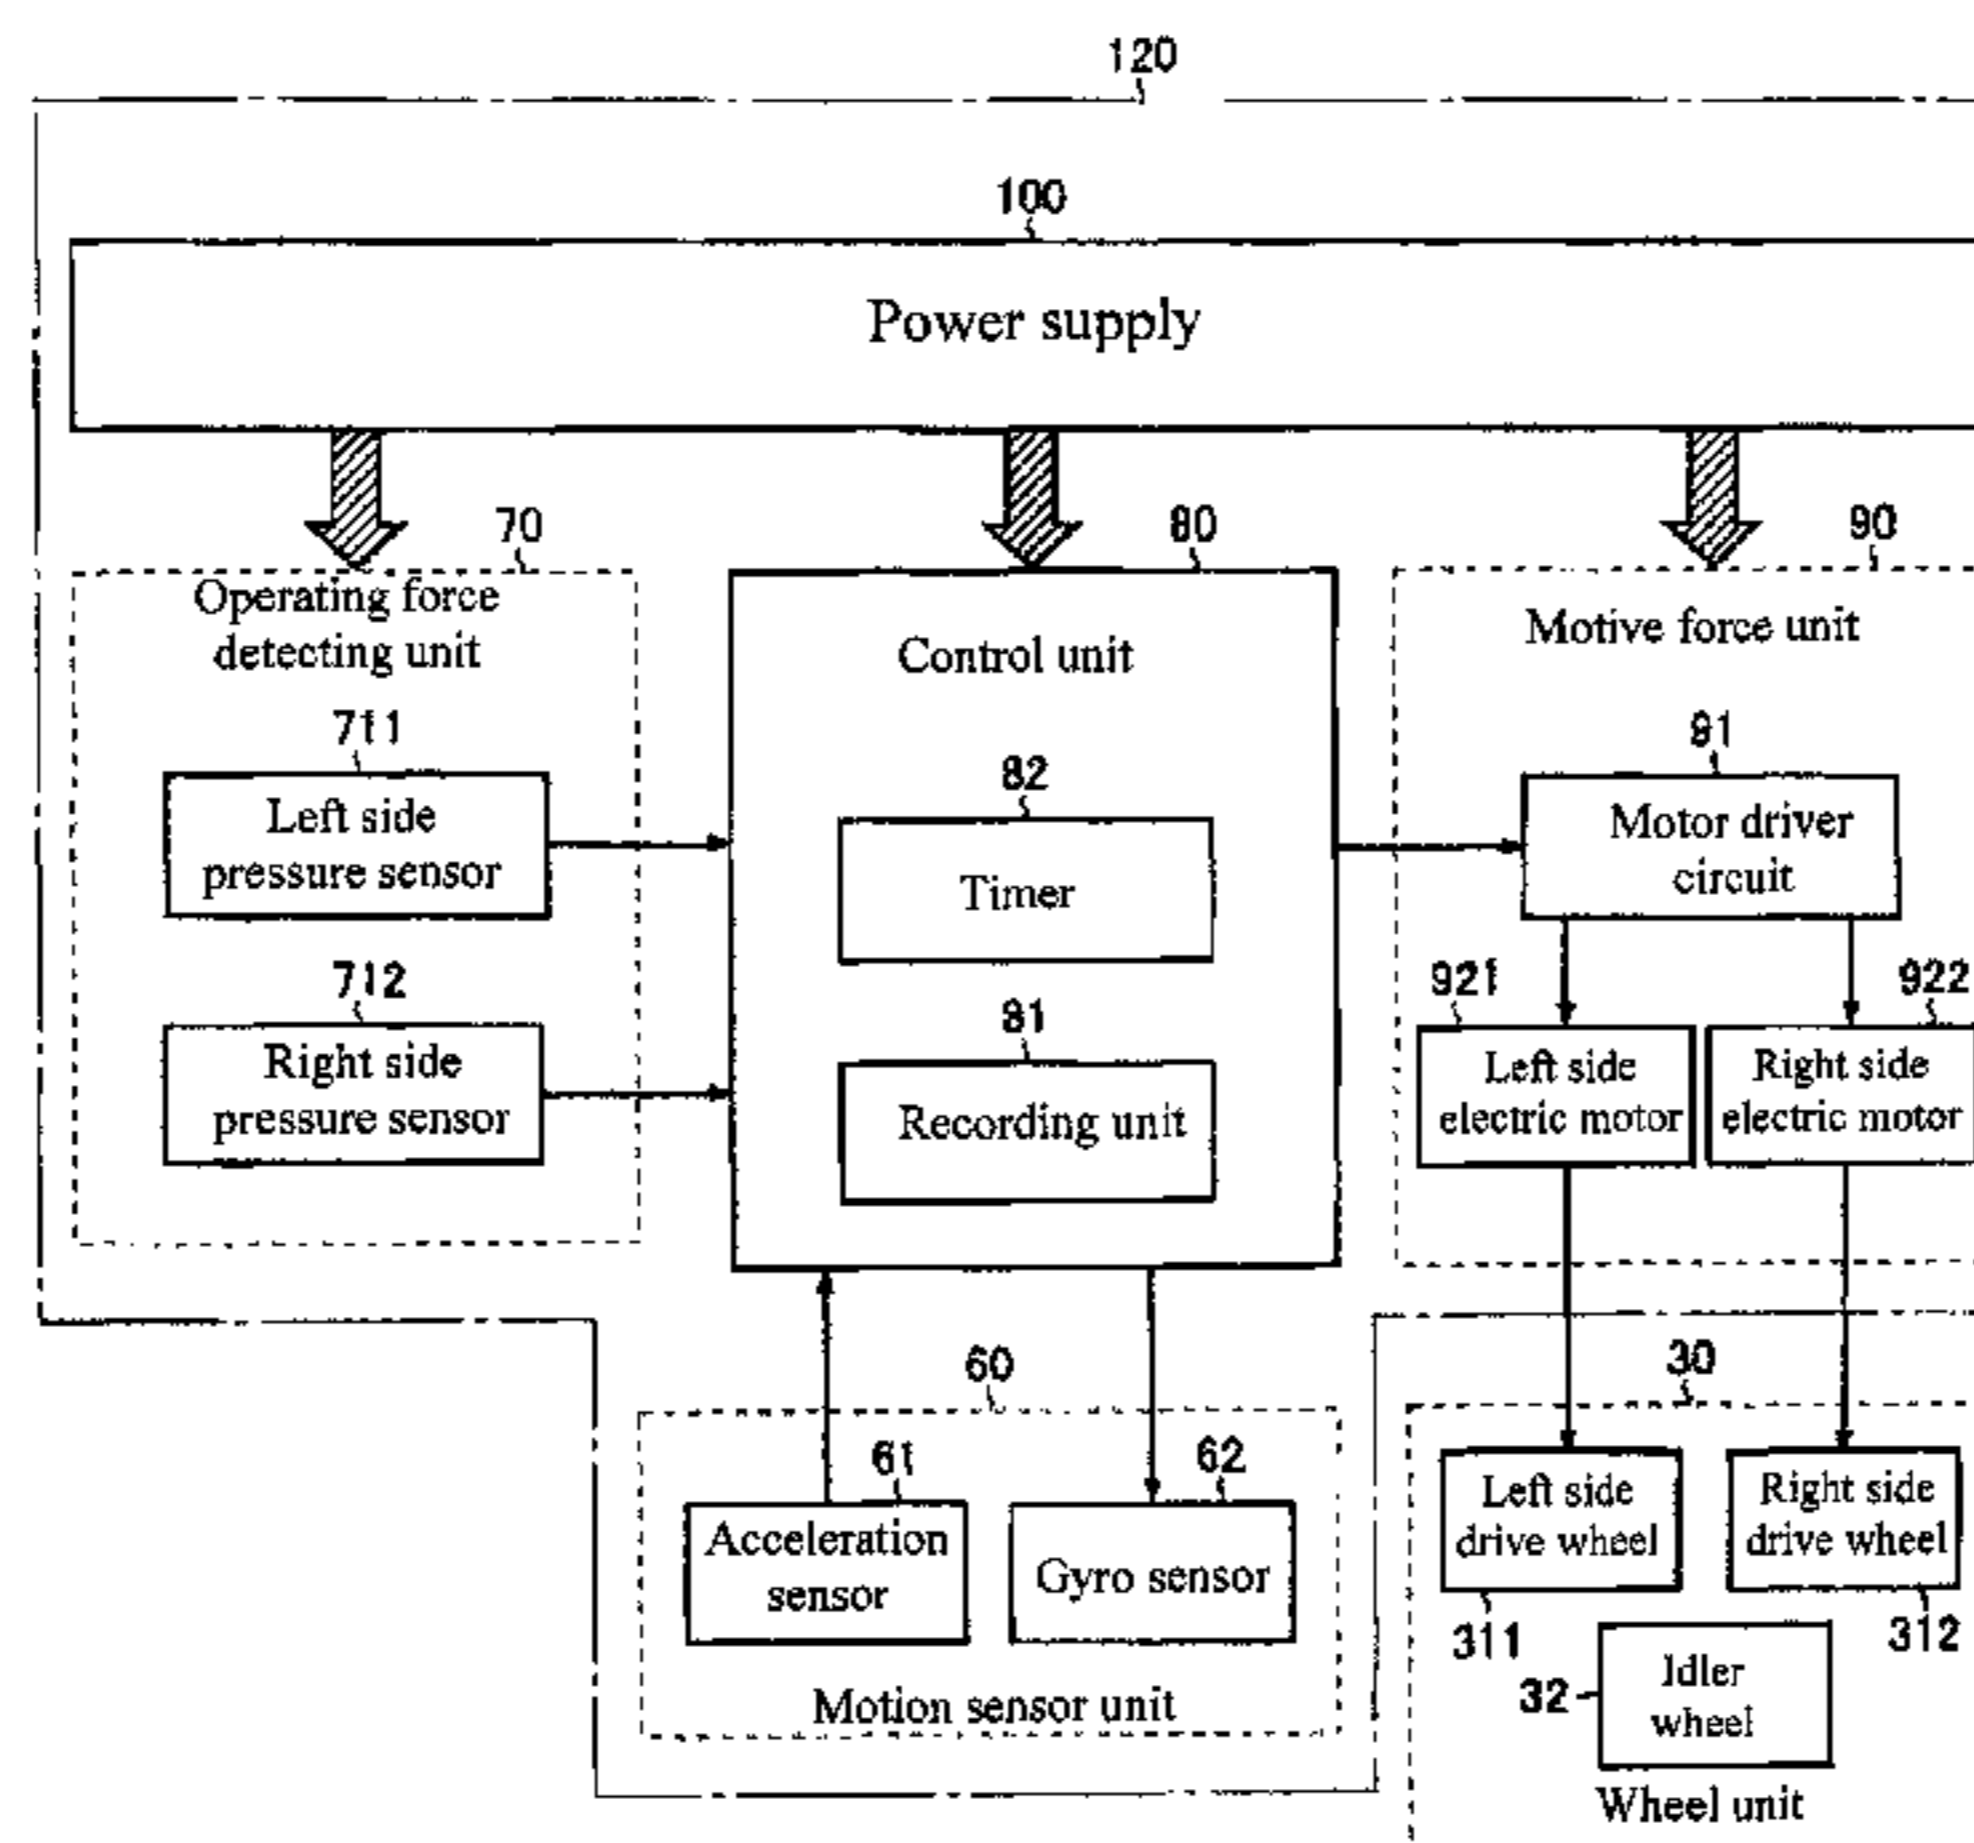 120
100
Power supply
70
80
90
Operating force
detecting unit
Control unit
Motive force unit
711
Left side
pressure sensor
82
Timer
91
Motor driver
circuit
712
Right side
pressure sensor
81
Recording unit
921
Left side
electric motor
922
Right side
electric motor
60
61
Acceleration
sensor
62
Gyro sensor
Motion sensor unit
30
Left side
drive wheel
311
Right side
drive wheel
312
32
Idler
wheel
Wheel unit